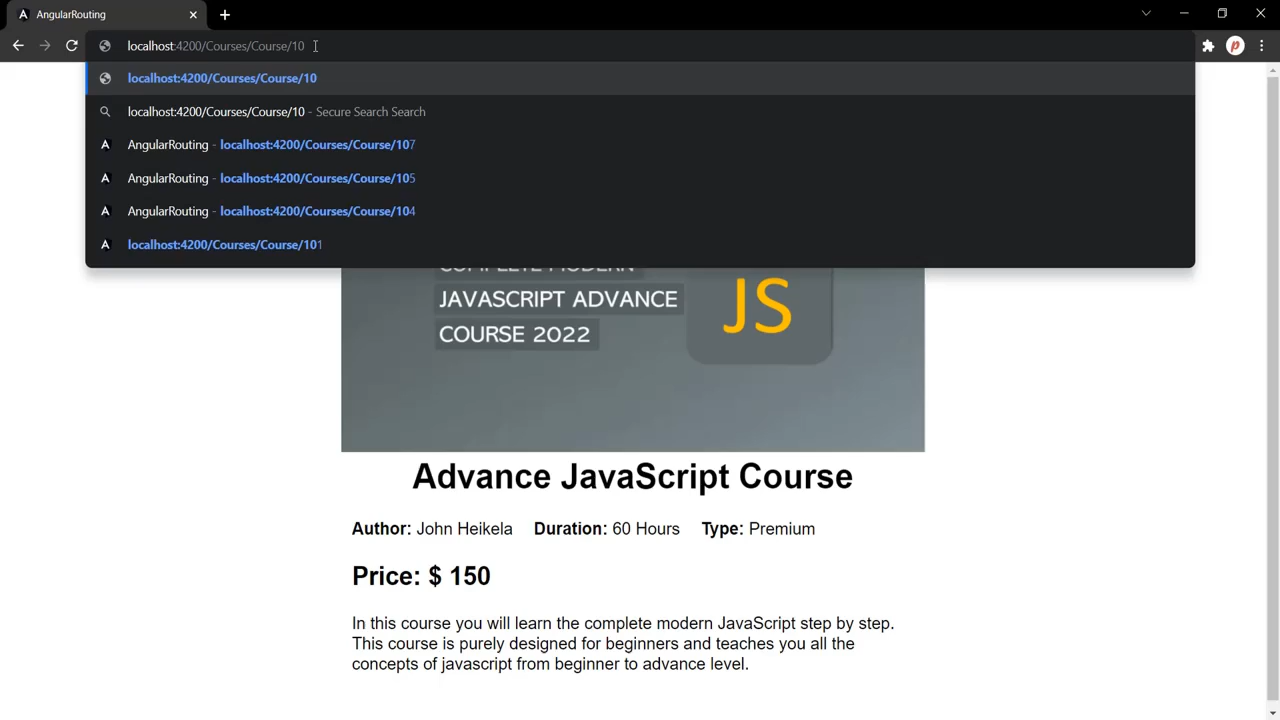 AngularRouting
localhost:4200/Courses/Course/10
localhost:4200/Courses/Course/10
localhost:4200/Courses/Course/10 - Secure Search Search
AngularRouting - localhost:4200/Courses/Course/107
AngularRouting - localhost:4200/Courses/Course/105
AngularRouting - localhost:4200/Courses/Course/104
localhost:4200/Courses/Course/101
COMPLETE MODERN
JAVASCRIPT ADVANCE
COURSE 2022
JS
Advance JavaScript Course
Author: John Heikela Duration: 60 Hours Type: Premium
Price: $ 150
In this course you will learn the complete modern JavaScript step by step.
This course is purely designed for beginners and teaches you all the
concepts of javascript from beginner to advance level.